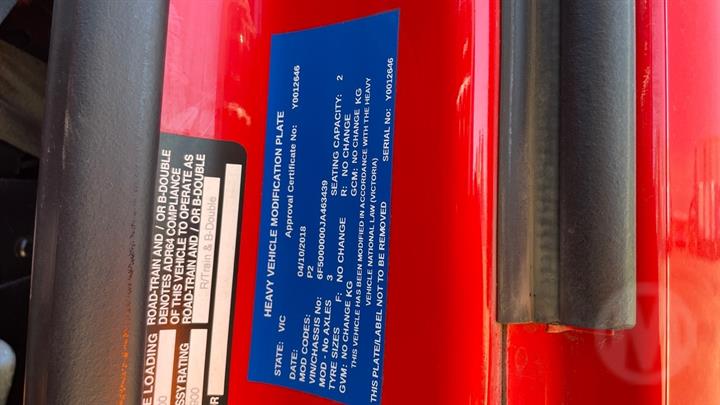 HEAVY VEHICLE MODIFICATION PLATE
STATE: VIC Approval Certificate No: Y0012646
DATE: 04/10/2018
MOD CODES: P2
VIN/CHASSIS No: 6F5000000JA463439
MOD - No AXLES 3 SEATING CAPACITY: 2
TYRE SIZES F: NO CHANGE R: NO CHANGE
GVM: NO CHANGE KG GCM: NO CHANGE KG
THIS VEHICLE HAS BEEN MODIFIED IN ACCORDANCE WITH THE HEAVY
VEHICLE NATIONAL LAW (VICTORIA)
THIS PLATE/LABEL NOT TO BE REMOVED SERIAL No: Y0012646
ROAD-TRAIN AND / OR B-DOUBLE
DENOTES ADR64 COMPLIANCE
OF THIS VEHICLE TO OPERATE AS
ROAD-TRAIN AND/ OR B-DOUBLE
R/Train & B-Double
E LOADING
SSY RATING
OR
M